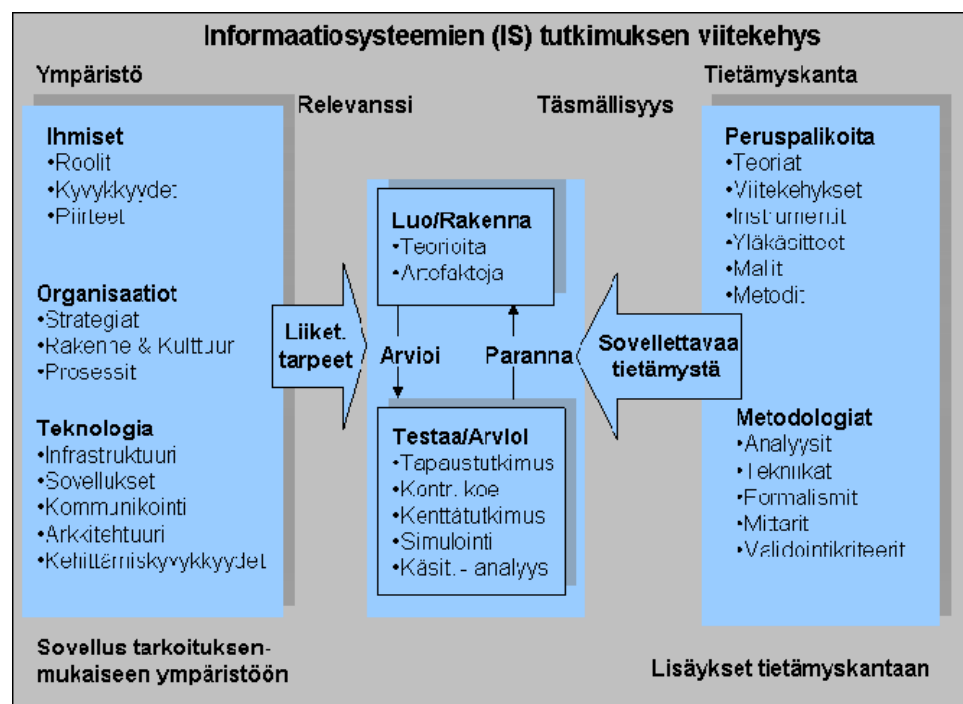 Informaatiosysteemien (IS) tutkimuksen viitekehys
Ympäristö
Relevanssi
Täsmällisyys
Tietämyskanta
Ihmiset
•Roolit
•Kyvykkyydet
•Piirteet
Organisaatiot
•Strategiat
•Rakenne & Kulttuur
•Prosessit
Teknologia
•Infrastruktuuri
•Sovellukset
•Kommunikointi
•Arkkitehtuuri
•Kehittämiskyvykkyydet
Liiket.
tarpeet
Luo/Rakenna
•Teorioita
•Artefaktoja
Arvioi
Paranna
Testaa/Arvioi
•Tapaustutkimus
•Kontr. koe
•Kenttätutkimus
•Simulointi
•Käsit.- analyys
Sovellettavaa
tietämystä
Peruspalikoita
•Teoriat
•Viitekehykset
•Instrumentit
•Yläkäsitteet
•Mallit
•Metodit
Metodologiat
•Analyysit
•Tekniikat
•Formalismit
•Mittarit
•Validointikriteerit
Sovellus tarkoituksen-
mukaiseen ympäristöön
Lisäykset tietämyskantaan